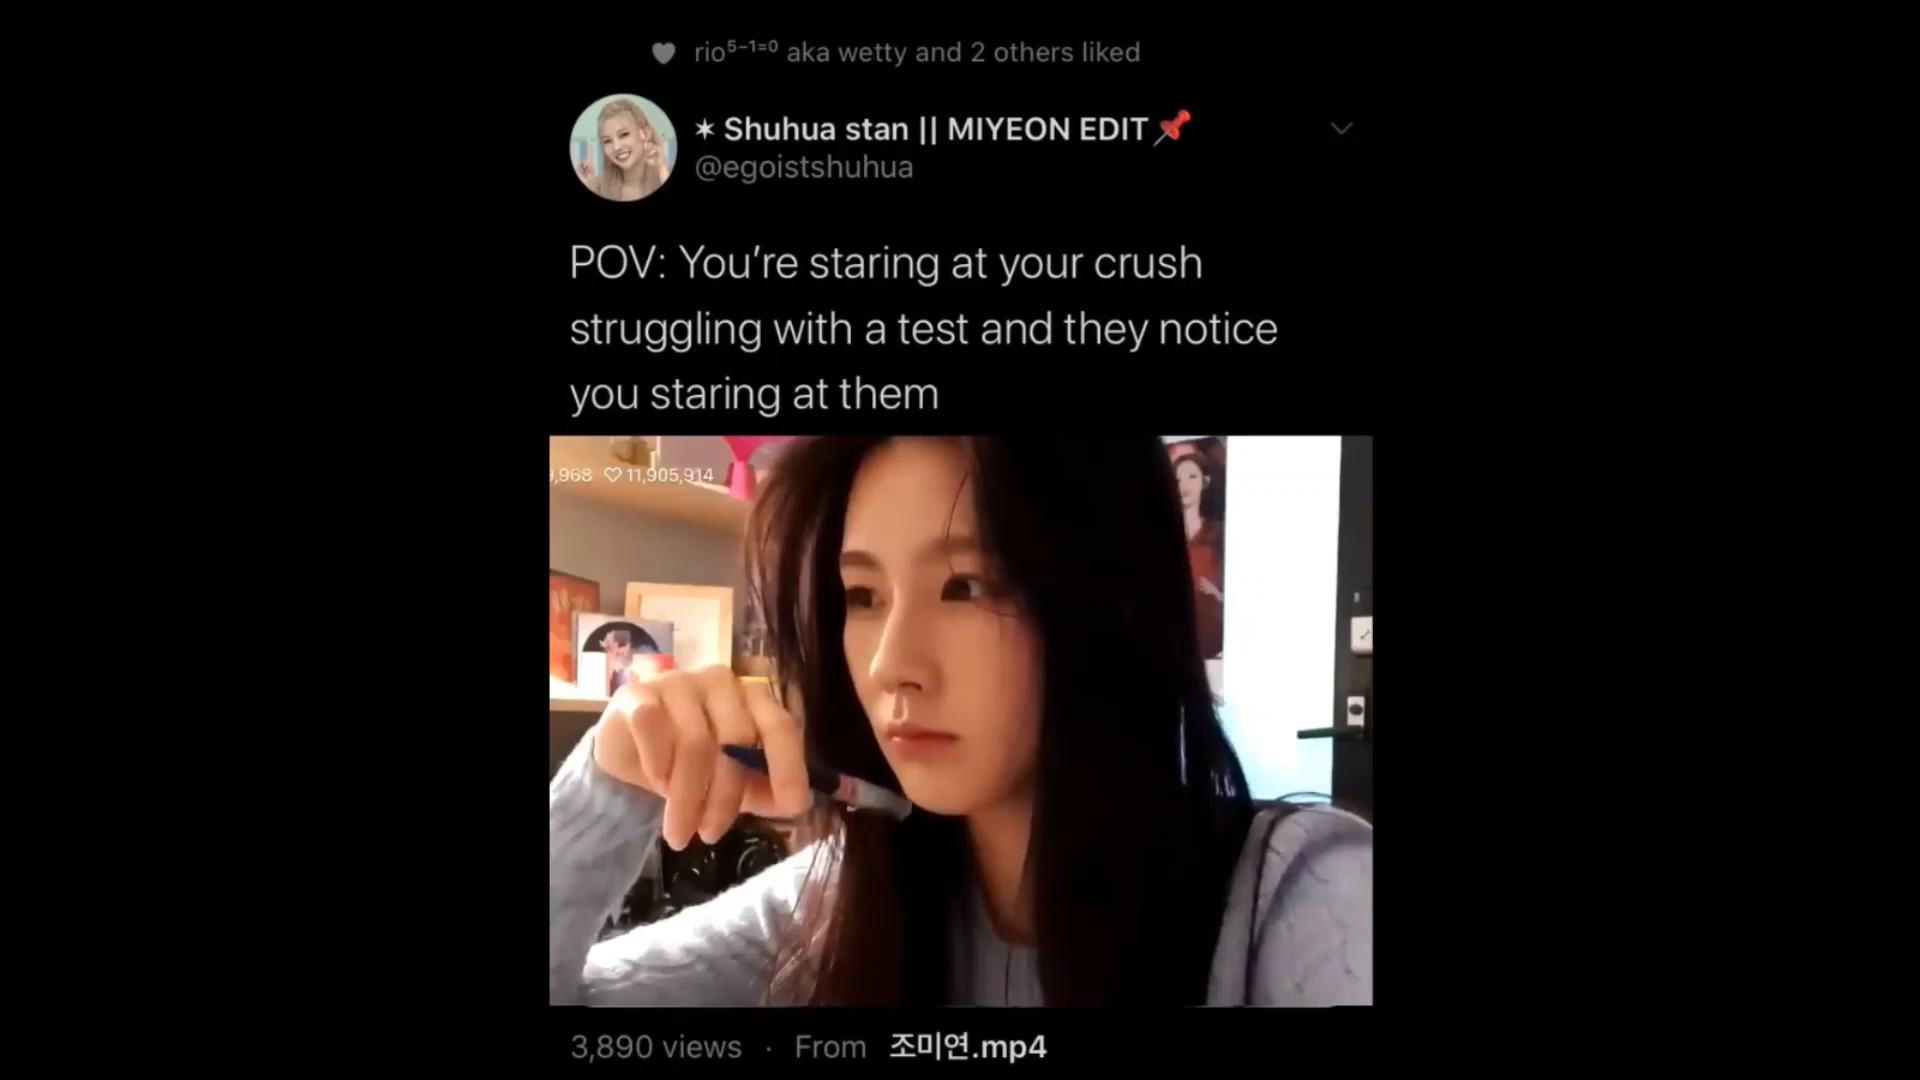 rio⁵⁻¹⁼⁰ aka wetty and 2 others liked
✶ Shuhua stan || MIYEON EDIT📌
@egoistshuhua
POV: You’re staring at your crush
struggling with a test and they notice
you staring at them
,968 ♡ 11,905,914
3,890 views · From 조미연.mp4